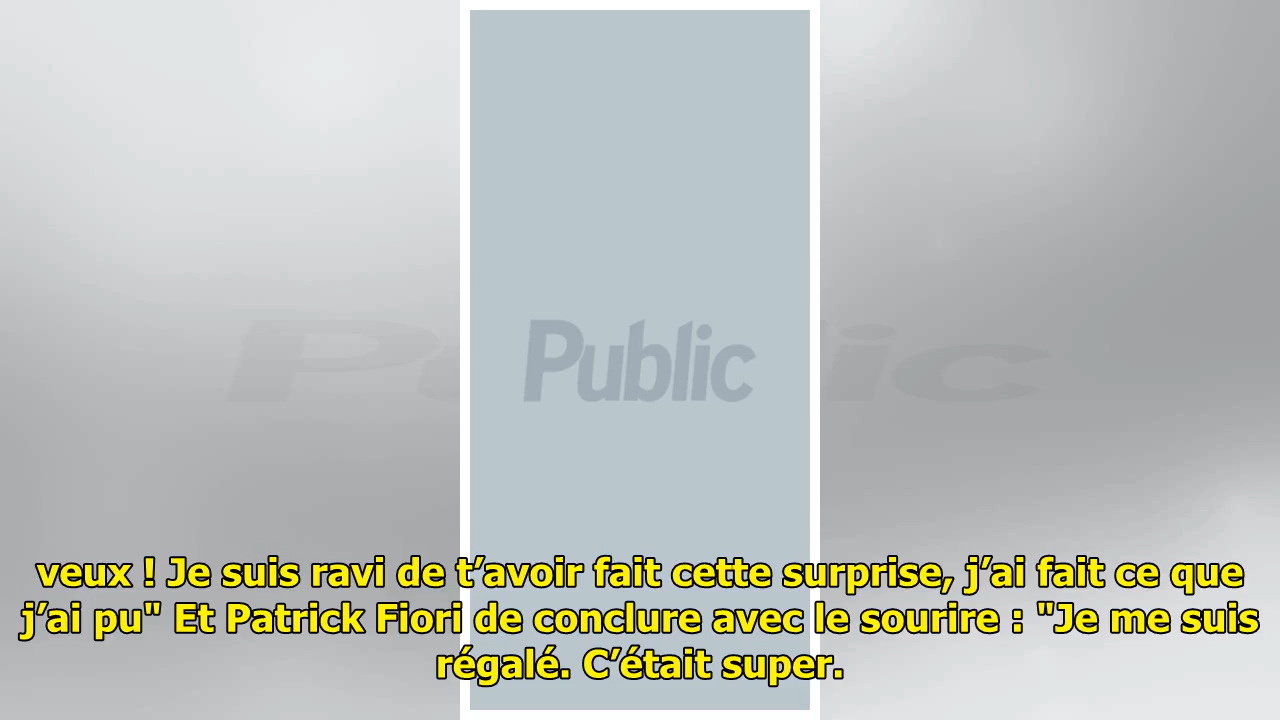 Public
veux ! Je suis ravi de t’avoir fait cette surprise, j’ai fait ce que
j’ai pu" Et Patrick Fiori de conclure avec le sourire : "Je me suis
régalé. C’était super.